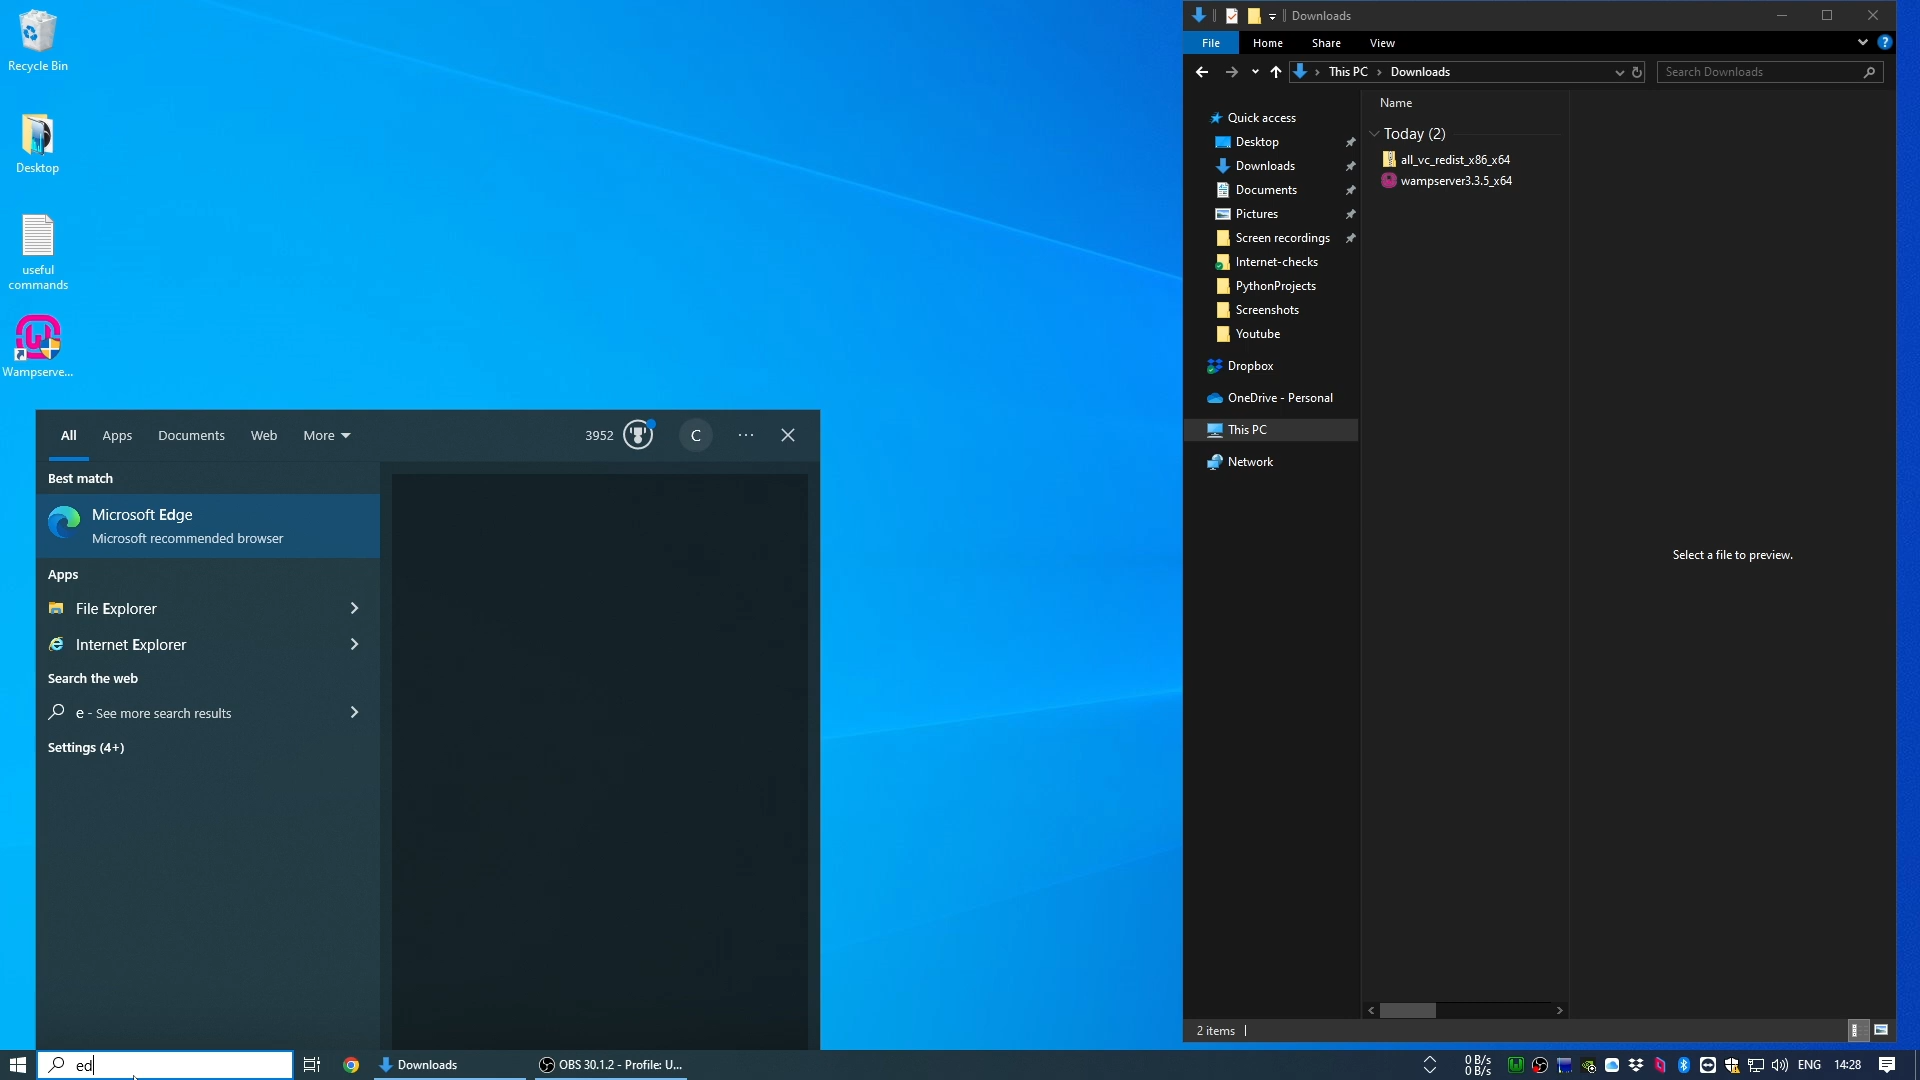 Recycle Bin
Desktop
useful
commands
Wampserve...
All
Apps
Documents
Web
More
3952
C
Best match
Microsoft Edge
Microsoft recommended browser
Apps
File Explorer
Internet Explorer
Search the web
e - See more search results
Settings (4+)
Downloads
File
Home
Share
View
This PC
Downloads
Search Downloads
Name
Quick access
Desktop
Downloads
Documents
Pictures
Screen recordings
Internet-checks
PythonProjects
Screenshots
Youtube
Dropbox
OneDrive - Personal
This PC
Network
Today (2)
all_vc_redist_x86_x64
wampserver3.3.5_x64
Select a file to preview.
2 items
ed
Downloads
OBS 30.1.2 - Profile: U...
0 B/s
0 B/s
ENG
14:28